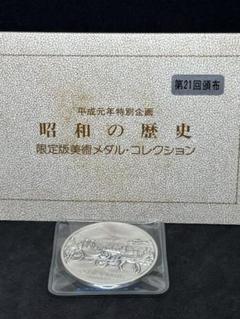 第21回頒布
平成元年特別企画
昭和の歴史
限定版美術メダル・コレクション